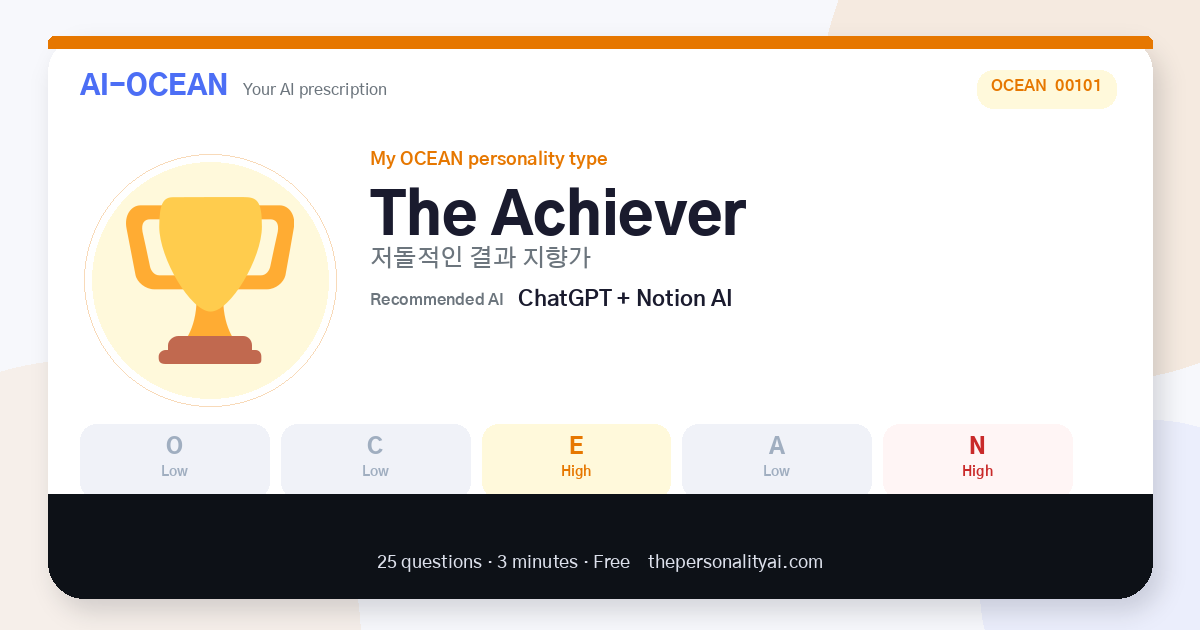 AI-OCEAN Your AI prescription
OCEAN 00101
My OCEAN personality type
The Achiever
저돌적인 결과 지향가
Recommended AI ChatGPT + Notion AI
O C E A N
Low Low High Low High
25 questions · 3 minutes · Free thepersonalityai.com